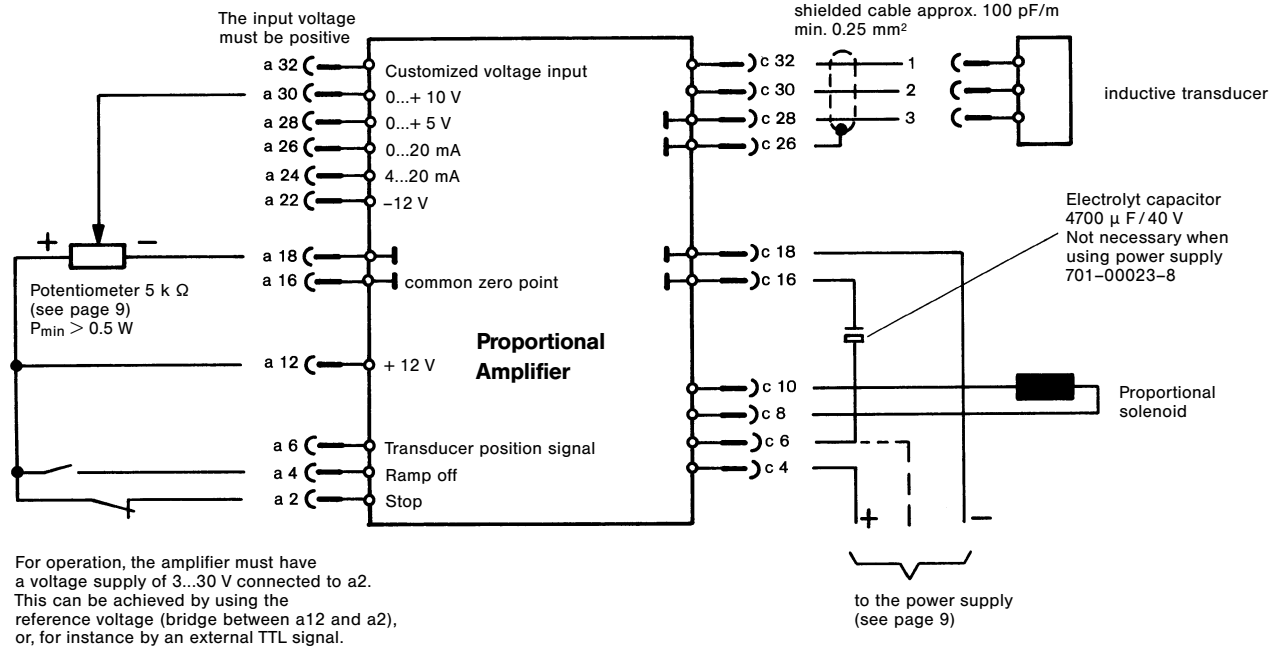 The input voltage
must be positive
shielded cable approx. 100 pF/m
min. 0.25 mm²
a 32
Customized voltage input
a 30
0...+ 10 V
a 28
0...+ 5 V
a 26
0...20 mA
a 24
4...20 mA
a 22
–12 V
c 32
1
c 30
2
c 28
3
c 26
inductive transducer
+
–
a 18
a 16
common zero point
Potentiometer 5 k Ω
(see page 9)
Pmin > 0.5 W
a 12
+ 12 V
Proportional
Amplifier
c 18
c 16
Electrolyt capacitor
4700 µ F / 40 V
Not necessary when
using power supply
701–00023–8
c 10
c 8
c 6
c 4
Proportional
solenoid
a 6
Transducer position signal
a 4
Ramp off
a 2
Stop
+
–
to the power supply
(see page 9)
For operation, the amplifier must have
a voltage supply of 3...30 V connected to a2.
This can be achieved by using the
reference voltage (bridge between a12 and a2),
or, for instance by an external TTL signal.